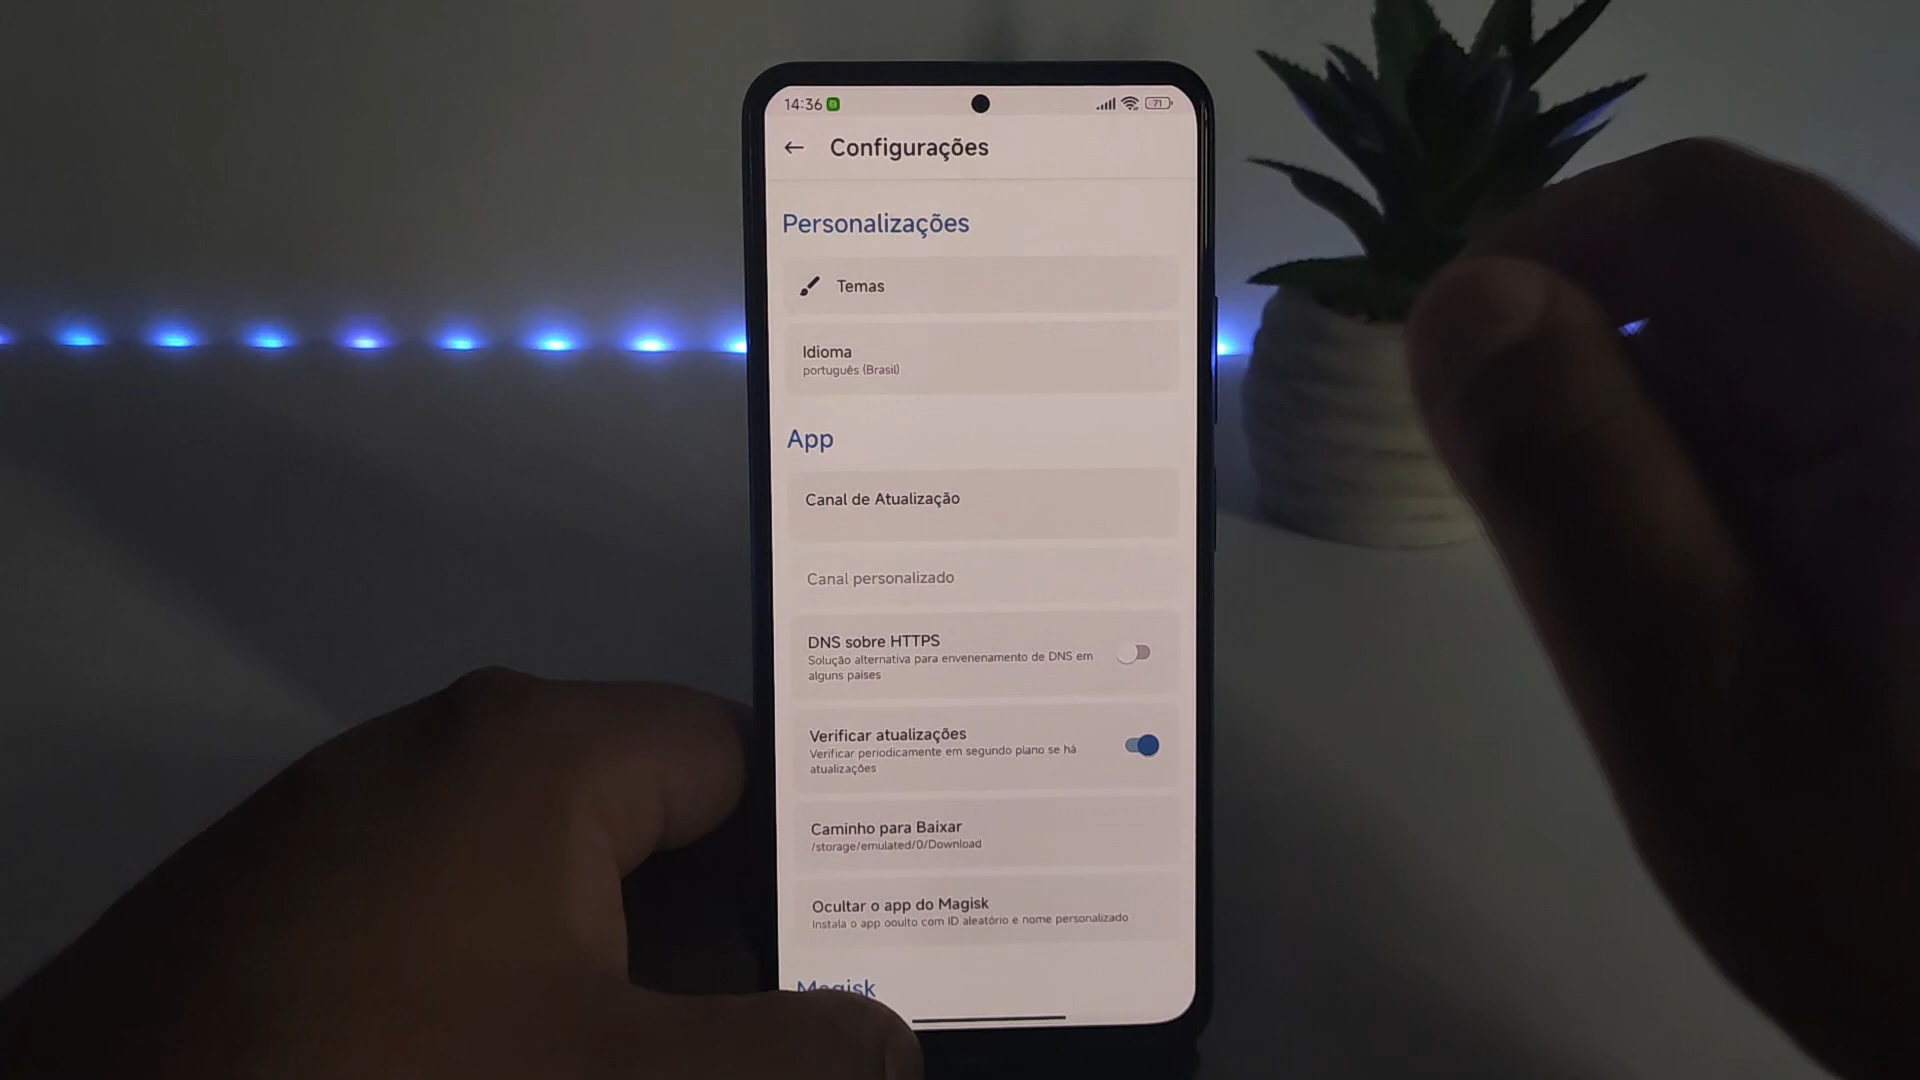 14:36
71
Configurações
Personalizações
Temas
Idioma
português (Brasil)
App
Canal de Atualização
Canal personalizado
DNS sobre HTTPS
Solução alternativa para envenenamento de DNS em
alguns países
Verificar atualizações
Verificar periodicamente em segundo plano se há
atualizações
Caminho para Baixar
/storage/emulated/0/Download
Ocultar o app do Magisk
Instala o app oculto com ID aleatório e nome personalizado
Magisk